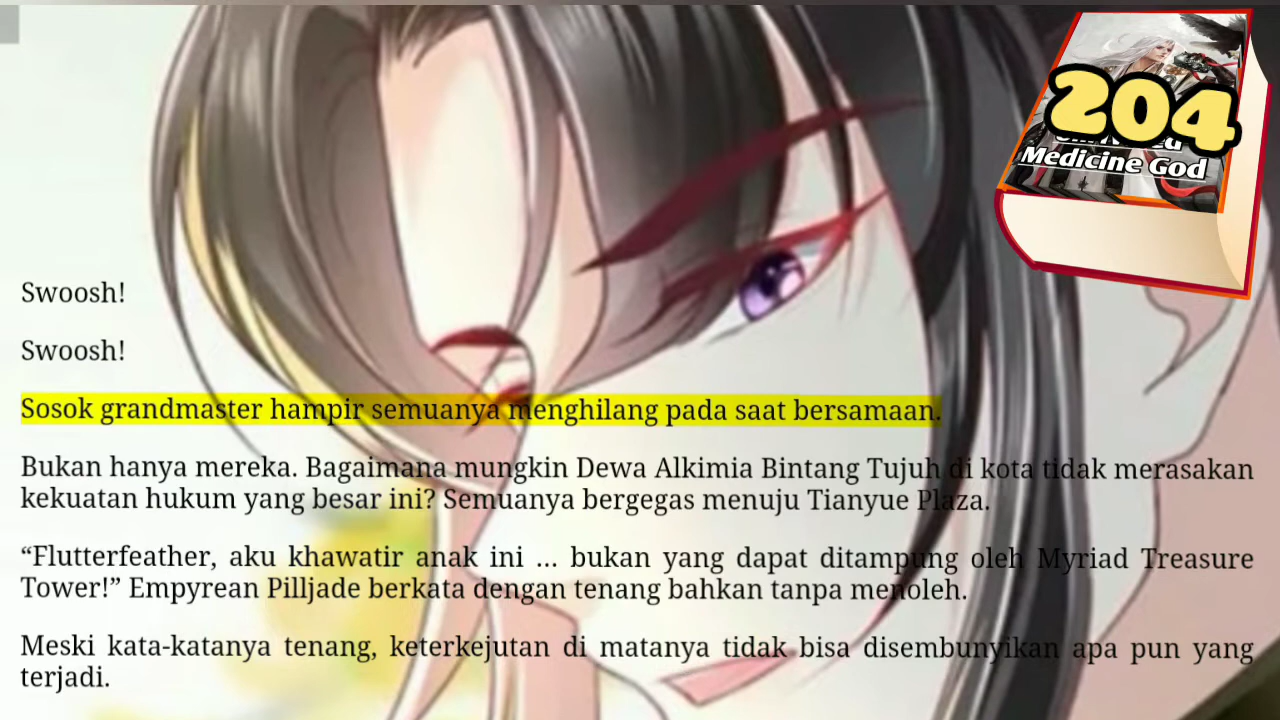 204
Medicine God
Swoosh!
Swoosh!
Sosok grandmaster hampir semuanya menghilang pada saat bersamaan.
Bukan hanya mereka. Bagaimana mungkin Dewa Alkimia Bintang Tujuh di kota tidak merasakan
kekuatan hukum yang besar ini? Semuanya bergegas menuju Tianyue Plaza.
“Flutterfeather, aku khawatir anak ini ... bukan yang dapat ditampung oleh Myriad Treasure
Tower!” Empyrean Pilljade berkata dengan tenang bahkan tanpa menoleh.
Meski kata-katanya tenang, keterkejutan di matanya tidak bisa disembunyikan apa pun yang
terjadi.